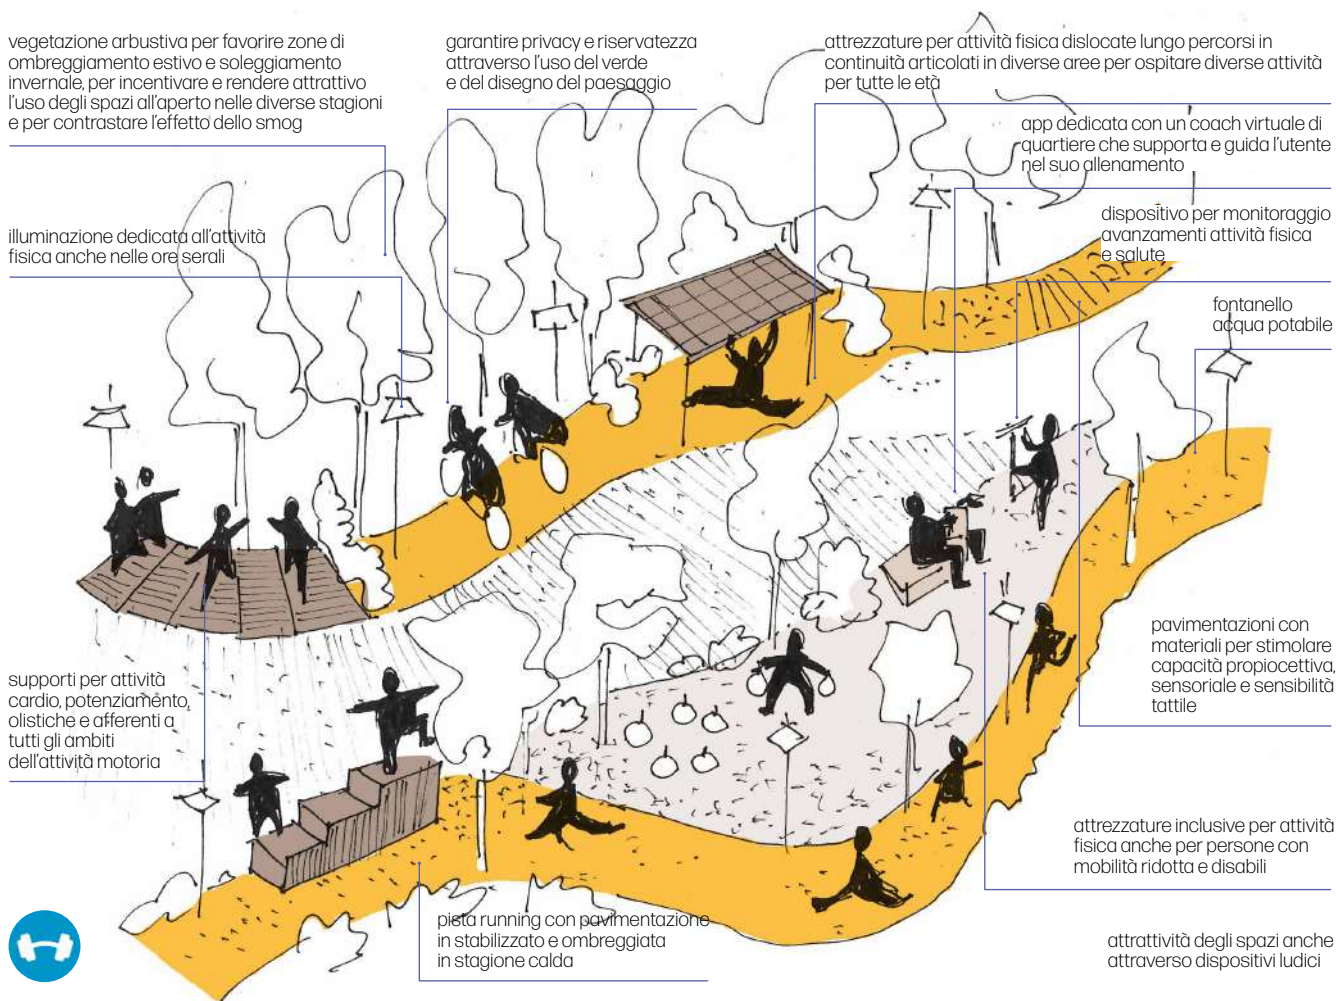 vegetazione arbustiva per favorire zone di
ombreggiamento estivo e soleggiamento
invernale, per incentivare e rendere attrattivo
l'uso degli spazi all'aperto nelle diverse stagioni
e per contrastare l'effetto dello smog
garantire privacy e riservatezza
attraverso l'uso del verde
e del disegno del paesaggio
attrezzature per attività fisica dislocate lungo percorsi in
continuità articolati in diverse aree per ospitare diverse attività
per tutte le età
app dedicata con un coach virtuale di
quartiere che supporta e guida l'utente
nel suo allenamento
dispositivo per monitoraggio
avanzamenti attività fisica
e salute
illuminazione dedicata all'attività
fisica anche nelle ore serali
fontanello
acqua potabile
pavimentazioni con
materiali per stimolare
capacità propiocettiva,
sensoriale e sensibilità
tattile
supporti per attività
cardio, potenziamento,
olistiche e afferenti a
tutti gli ambiti
dell'attività motoria
attrezzature inclusive per attività
fisica anche per persone con
mobilità ridotta e disabili
pista running con pavimentazione
in stabilizzato e ombreggiata
in stagione calda
attrattività degli spazi anche
attraverso dispositivi ludici